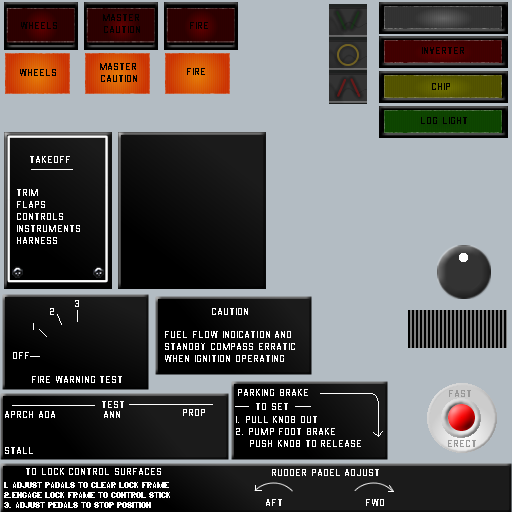 WHEELS
MASTER
CAUTION
FIRE
INVERTER
CHIP
LOG LIGHT
WHEELS
MASTER
CAUTION
FIRE
TAKEOFF
TRIM
FLAPS
CONTROLS
INSTRUMENTS
HARNESS
OFF
1
2
3
FIRE WARNING TEST
CAUTION
FUEL FLOW INDICATION AND
STANDBY COMPASS ERRATIC
WHEN IGNITION OPERATING
TEST
APRCH AOA
ANN
PROP
STALL
PARKING BRAKE
TO SET
1. PULL KNOB OUT
2. PUMP FOOT BRAKE
PUSH KNOB TO RELEASE
FAST
ERECT
TO LOCK CONTROL SURFACES
1. ADJUST PADALS TO CLEAR LOCK FRAME
2.ENGAGE LOCK FRAME TO CONTROL STICK
3. ADJUST PEDALS TO STOP POSITION
RUDDER PADEL ADJUST
AFT
FWD